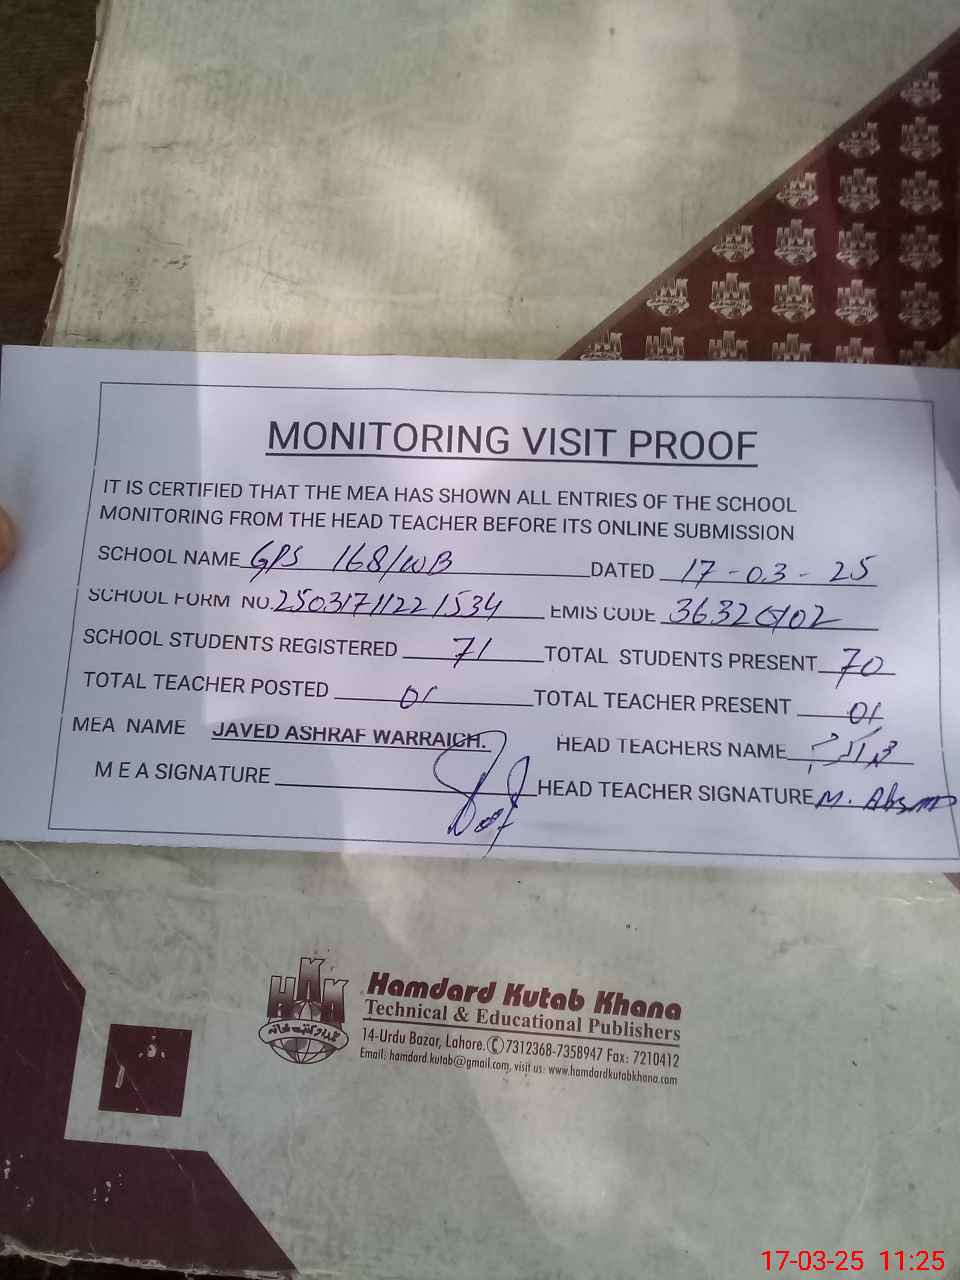 MONITORING VISIT PROOF
IT IS CERTIFIED THAT THE MEA HAS SHOWN ALL ENTRIES OF THE SCHOOL
MONITORING FROM THE HEAD TEACHER BEFORE ITS ONLINE SUBMISSION
SCHOOL NAME GPS 168/WB DATED 17-03-25
SCHOOL FORM NO. 25031711221534 EMIS CODE
SCHOOL STUDENTS REGISTERED 71 TOTAL STUDENTS PRESENT 70
TOTAL TEACHER POSTED 01 TOTAL TEACHER PRESENT 01
MEA NAME JAVED ASHRAF WARRAICH. HEAD TEACHERS NAME
M E A SIGNATURE HEAD TEACHER SIGNATURE M.
HKK
Hamdard Kutab Khana
Technical & Educational Publishers
14-Urdu Bazar, Lahore. 7312368-7358947 Fax: 7210412
Email: hamdard.kutab@gmail.com, visit us: www.hamdardkutabkhana.com
17-03-25 11:25